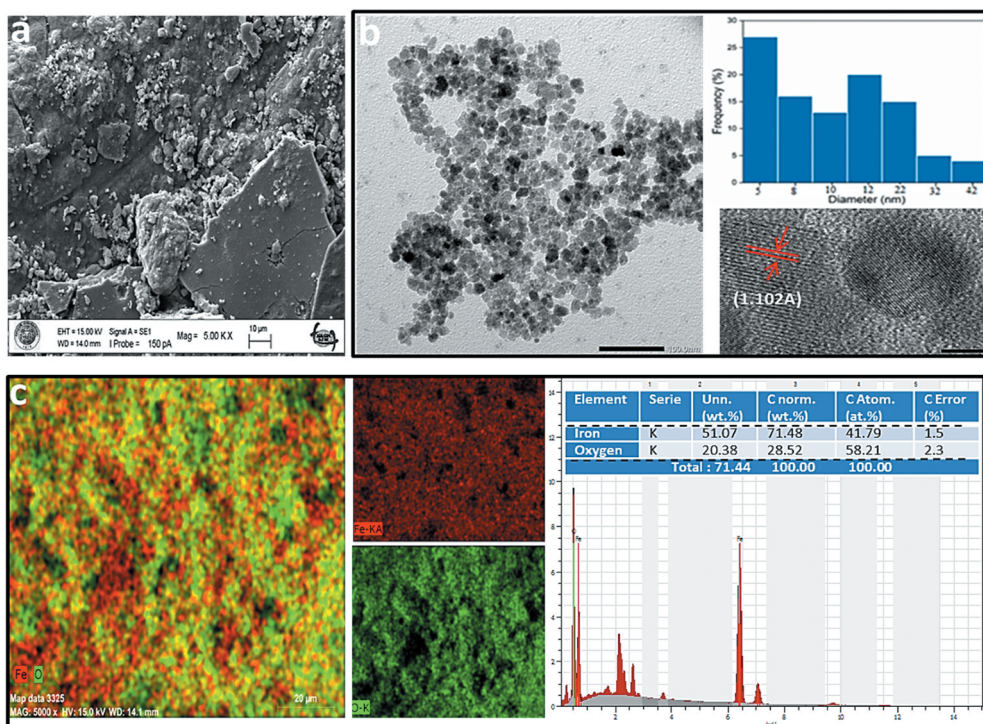 a
EHT = 15.00 kV Signal A = SE1 Mag = 5.00 K X 10 µm
WD = 14.0 mm I Probe = 150 pA
b
100.0nm
Frequency (%)
30
25
20
15
10
5
0
8 10 12 22 32 42
Diameter (nm)
(1.102A)
c
Fe O
Map data 3325
MAG: 5000 x HV: 15.0 kV WD: 14.1 mm
20 µm
Fe-KA
O-K
1 2 3 4 5
Element Serie Unn. (wt.%) C norm. (wt.%) C Atom. (at.%) C Error (%)
Iron K 51.07 71.48 41.79 1.5
Oxygen K 20.38 28.52 58.21 2.3
Total : 71.44 100.00 100.00
14
12
10
8
6
4
2
0
Fe
Fe
2 4 6 8 10 12 14